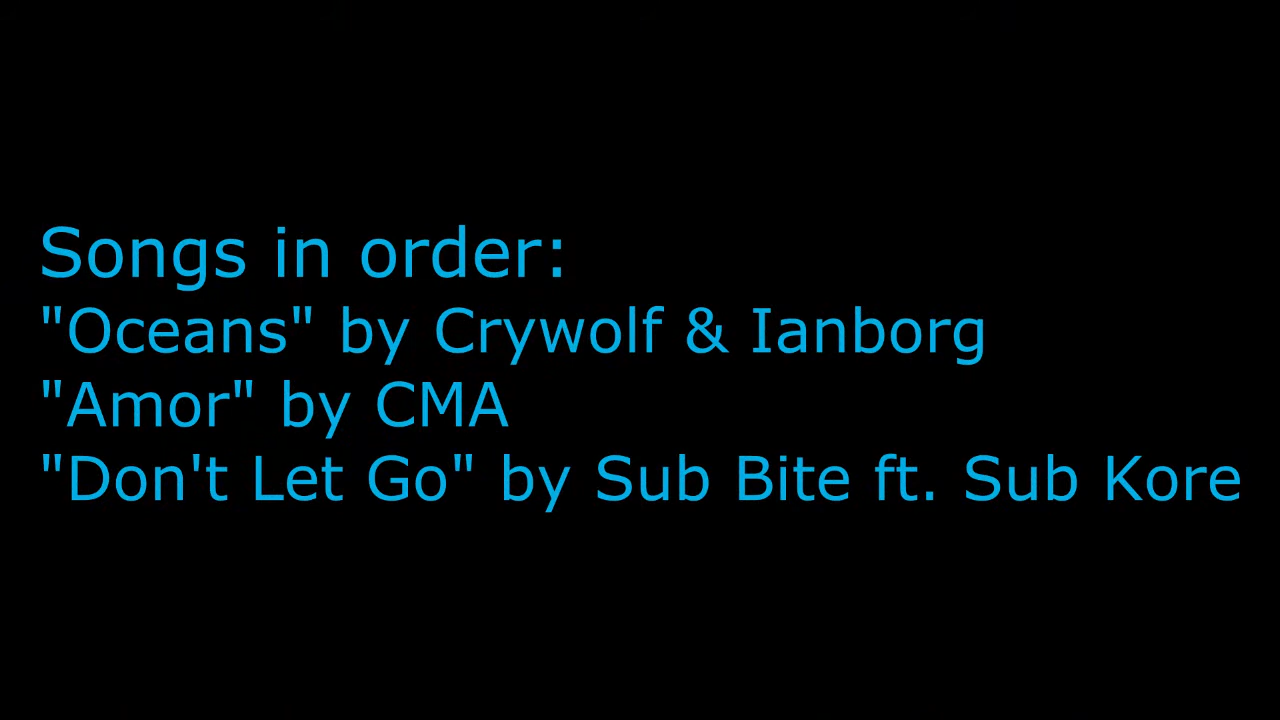 Songs in order:
"Oceans" by Crywolf & Ianborg
"Amor" by CMA
"Don't Let Go" by Sub Bite ft. Sub Kore